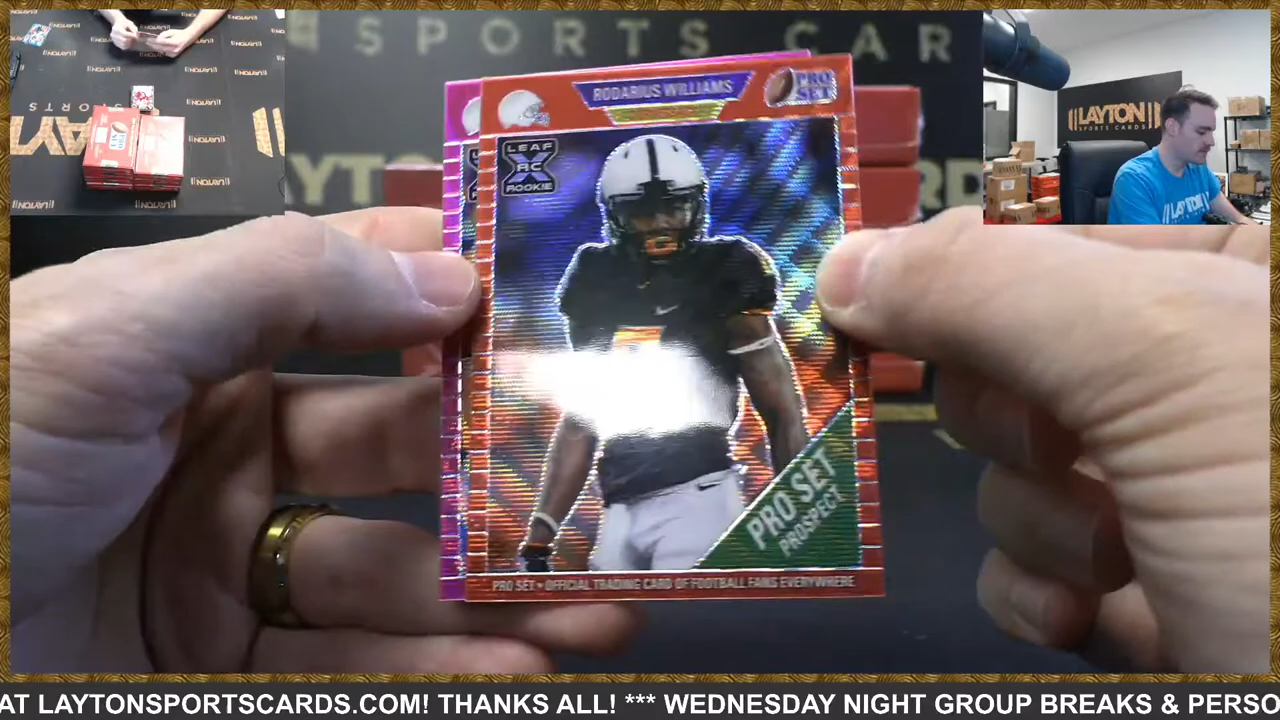 SPORTS CAR
RODARIUS WILLIAMS
PRO
SET
LEAF
X
RC
ROOKIE
PRO SET
PROSPECT
PRO SET • OFFICIAL TRADING CARD OF FOOTBALL FANS EVERYWHERE
LAYTON
SPORTS CARDS
LAYTON
AT LAYTONSPORTSCARDS.COM! THANKS ALL! *** WEDNESDAY NIGHT GROUP BREAKS & PERSO